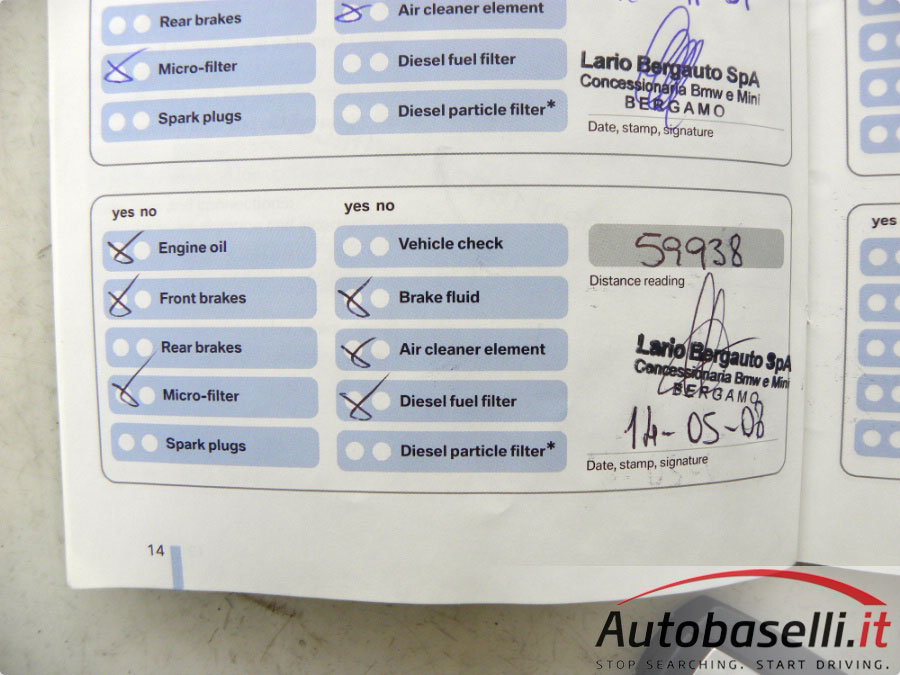 Rear brakes
Micro-filter
Spark plugs
Air cleaner element
Diesel fuel filter
Diesel particle filter*
Lario Bergauto SpA
Concessionaria Bmw e Mini
BERGAMO
Date, stamp, signature
yes no
Engine oil
Front brakes
Rear brakes
Micro-filter
Spark plugs
yes no
Vehicle check
Brake fluid
Air cleaner element
Diesel fuel filter
Diesel particle filter*
59938
Distance reading
Lario Bergauto SpA
Concessionaria Bmw e Mini
BERGAMO
14-05-08
Date, stamp, signature
yes
14
Autobaselli.it
STOP SEARCHING. START DRIVING.